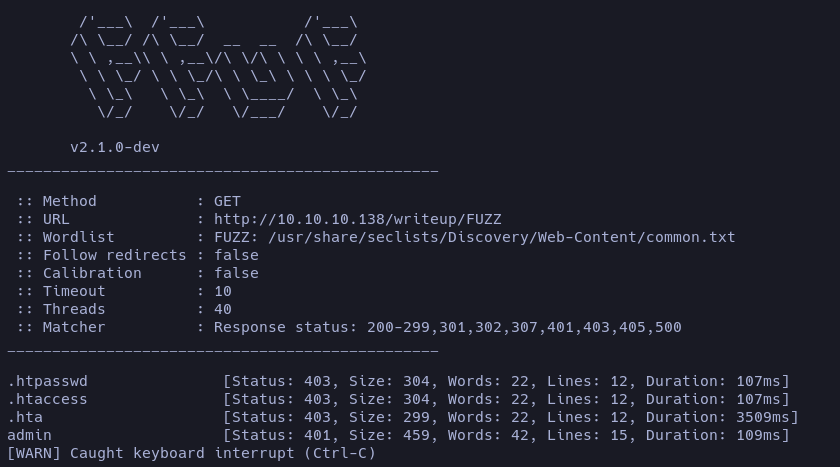 /'___\  /'___\           /'___\
       /\ \__/ /\ \__/  __  __  /\ \__/
       \ \ ,__\\ \ ,__\/\ \/\ \ \ \ ,__\
        \ \ \_/ \ \ \_/\ \ \_\ \ \ \ \_/
         \ \_\   \ \_\  \ \____/  \ \_\
          \/_/    \/_/   \/___/    \/_/
       v2.1.0-dev
________________________________________________
 :: Method           : GET
 :: URL              : http://10.10.10.138/writeup/FUZZ
 :: Wordlist         : FUZZ: /usr/share/seclists/Discovery/Web-Content/common.txt
 :: Follow redirects : false
 :: Calibration      : false
 :: Timeout          : 10
 :: Threads          : 40
 :: Matcher          : Response status: 200-299,301,302,307,401,403,405,500
________________________________________________
.htpasswd               [Status: 403, Size: 304, Words: 22, Lines: 12, Duration: 107ms]
.htaccess               [Status: 403, Size: 304, Words: 22, Lines: 12, Duration: 107ms]
.hta                    [Status: 403, Size: 299, Words: 22, Lines: 12, Duration: 3509ms]
admin                   [Status: 401, Size: 459, Words: 42, Lines: 15, Duration: 109ms]
[WARN] Caught keyboard interrupt (Ctrl-C)